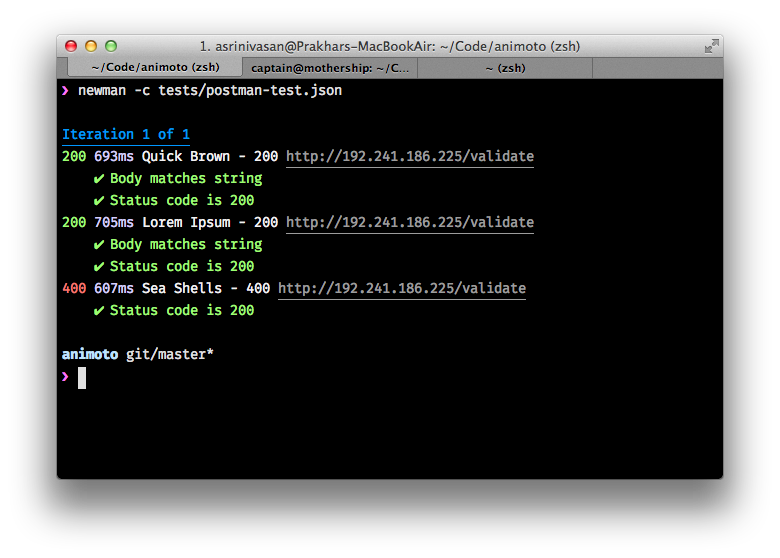 1. asrinivasan@Prakhars-MacBookAir: ~/Code/animoto (zsh)
~/Code/animoto (zsh) captain@mothership: ~/C... ~ (zsh)
❯ newman -c tests/postman-test.json
Iteration 1 of 1
200 693ms Quick Brown - 200 http://192.241.186.225/validate
✔ Body matches string
✔ Status code is 200
200 705ms Lorem Ipsum - 200 http://192.241.186.225/validate
✔ Body matches string
✔ Status code is 200
400 607ms Sea Shells - 400 http://192.241.186.225/validate
✔ Status code is 200
animoto git/master*
❯